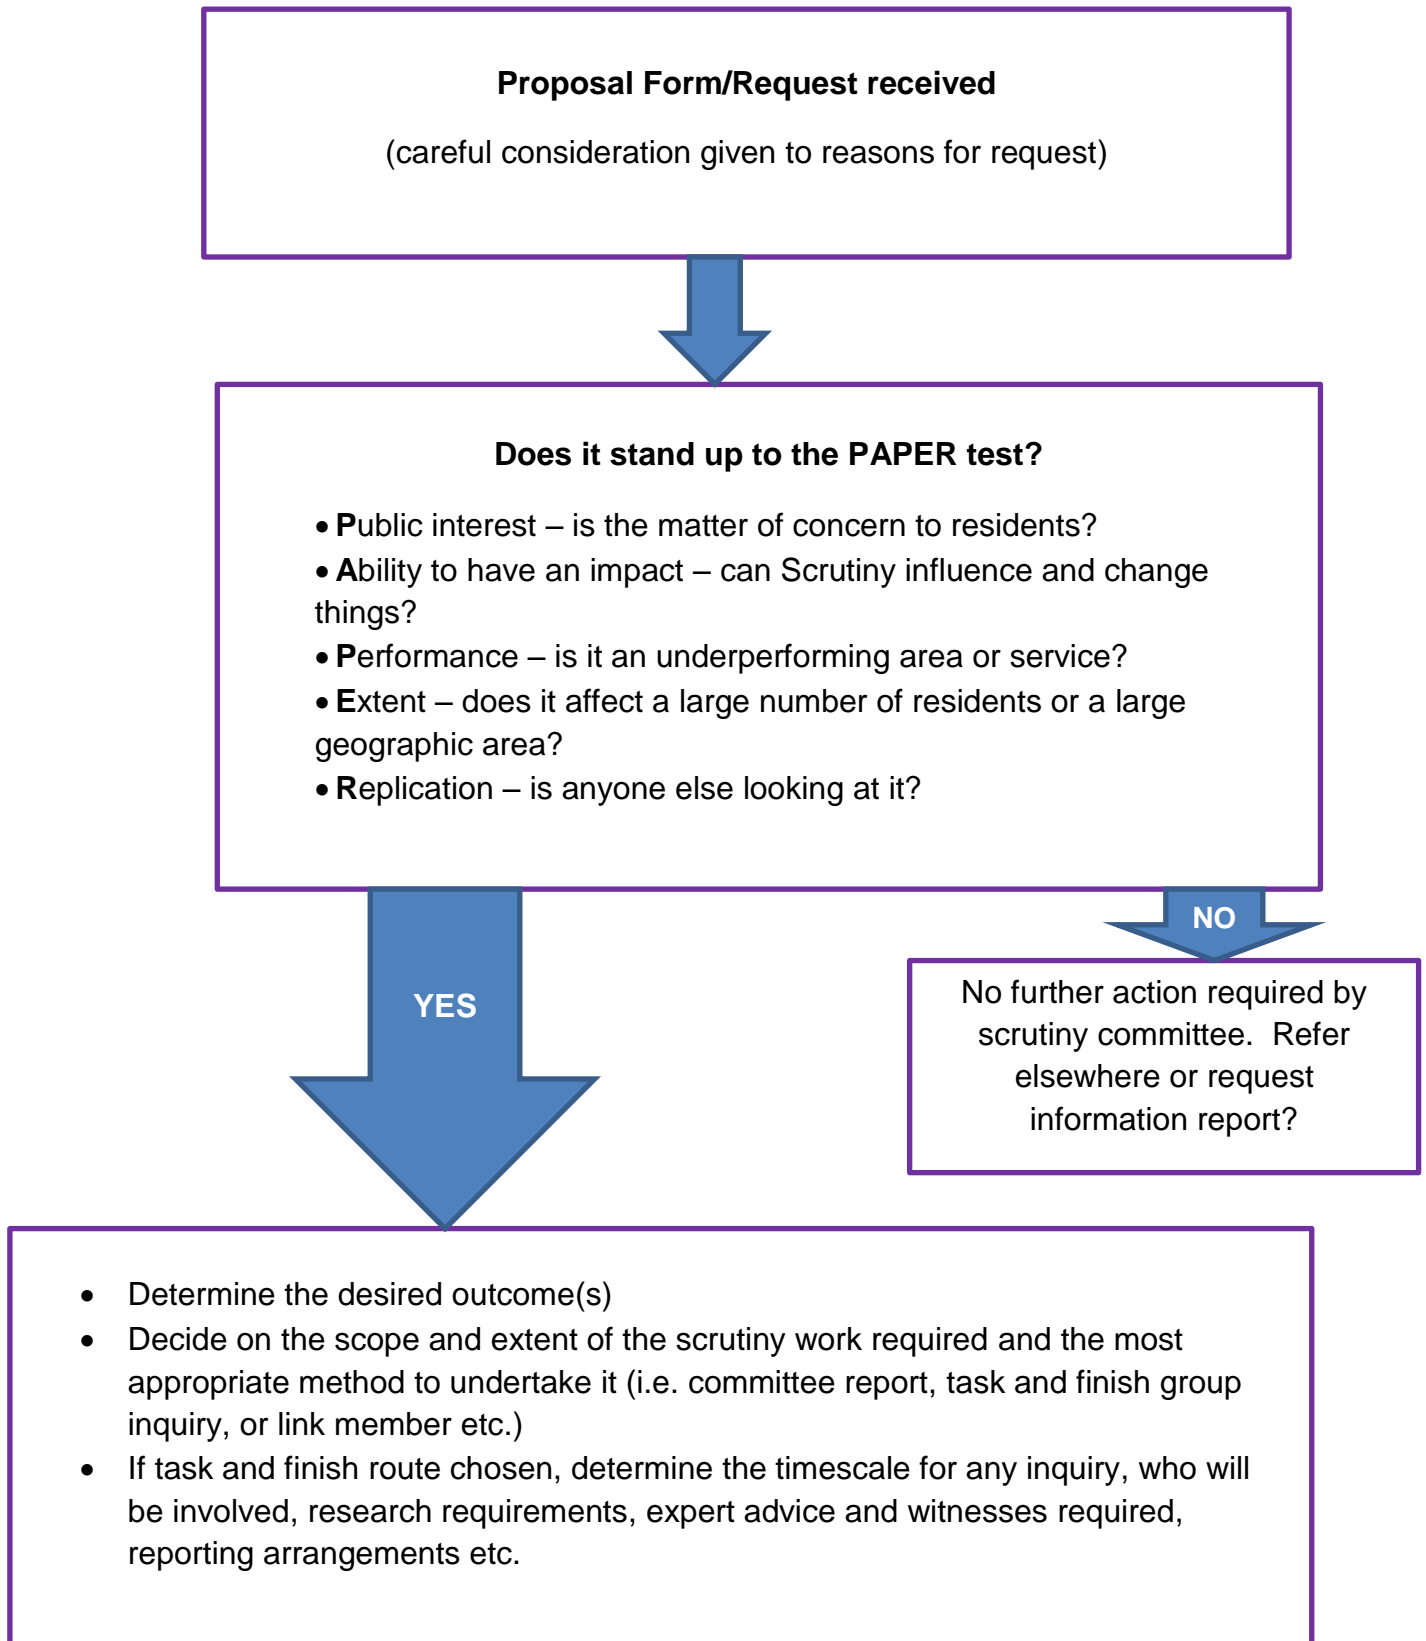 Proposal Form/Request received
(careful consideration given to reasons for request)
Does it stand up to the PAPER test?
• Public interest – is the matter of concern to residents?
• Ability to have an impact – can Scrutiny influence and change
things?
• Performance – is it an underperforming area or service?
• Extent – does it affect a large number of residents or a large
geographic area?
• Replication – is anyone else looking at it?
NO
YES
No further action required by
scrutiny committee.  Refer
elsewhere or request
information report?
• Determine the desired outcome(s)
• Decide on the scope and extent of the scrutiny work required and the most
appropriate method to undertake it (i.e. committee report, task and finish group
inquiry, or link member etc.)
• If task and finish route chosen, determine the timescale for any inquiry, who will
be involved, research requirements, expert advice and witnesses required,
reporting arrangements etc.